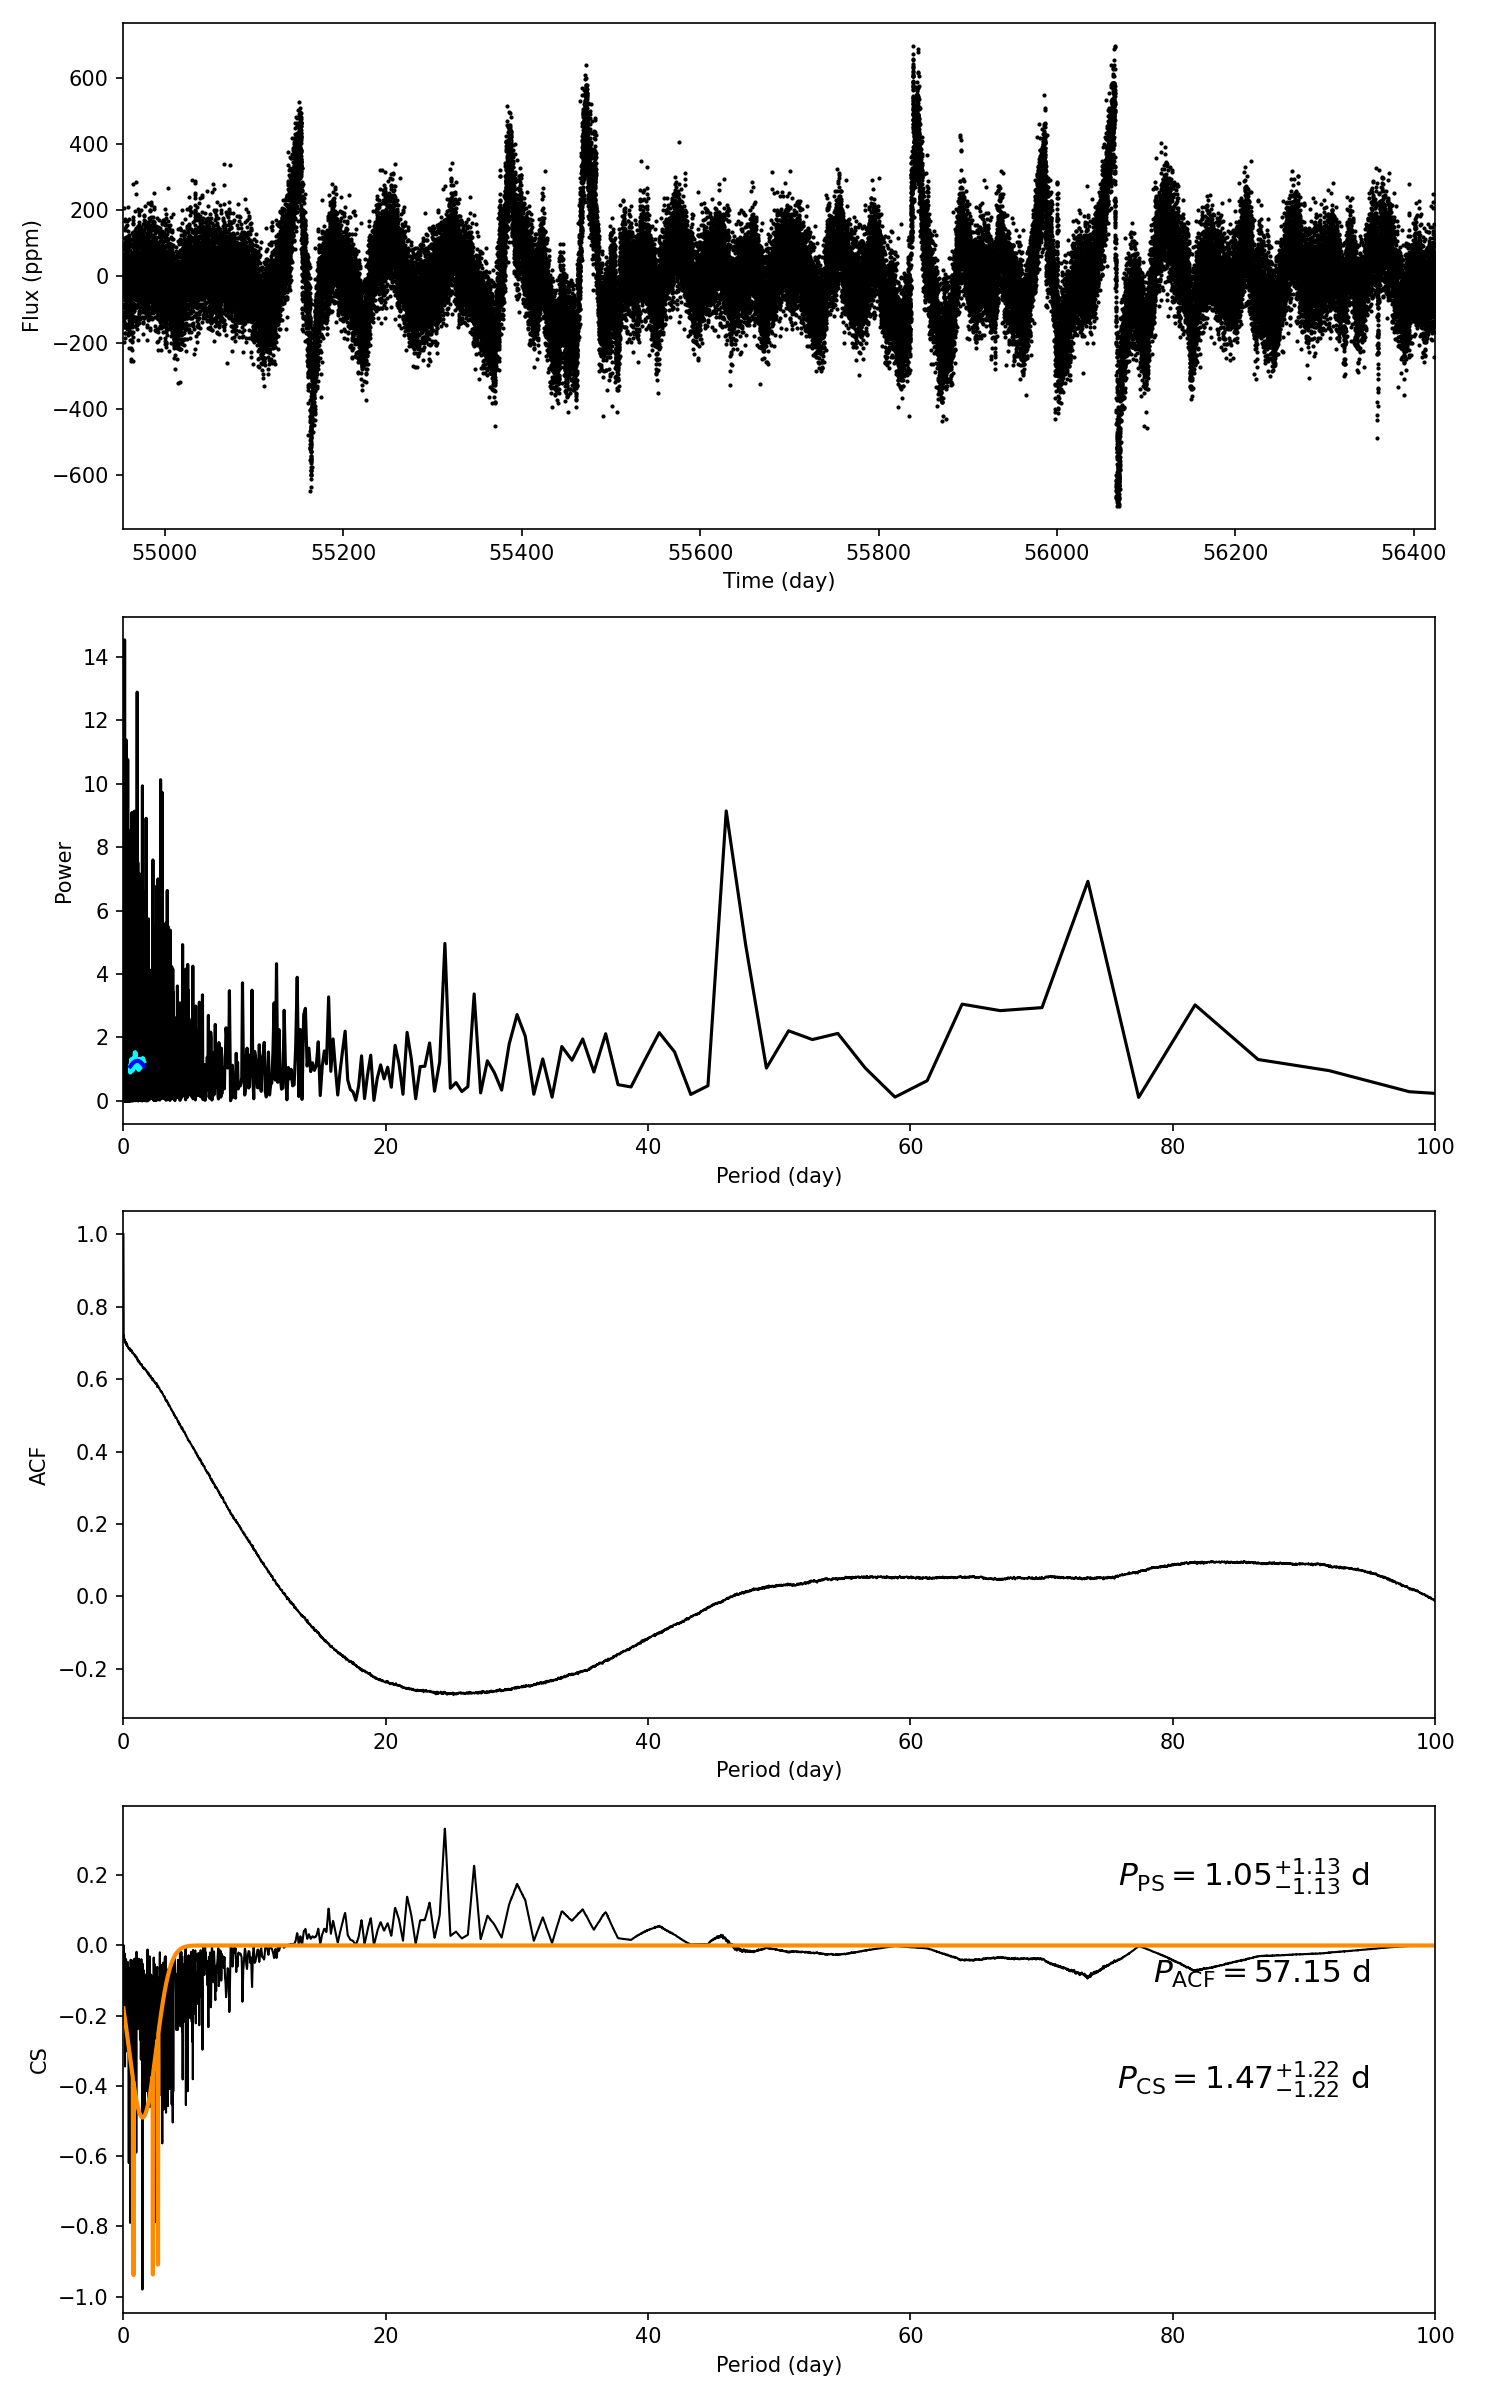 600
400
200
0
−200
−400
−600
Flux (ppm)
55000 55200 55400 55600 55800 56000 56200 56400
Time (day)
14
12
10
8
6
4
2
0
Power
0 20 40 60 80 100
Period (day)
1.0
0.8
0.6
0.4
0.2
0.0
−0.2
ACF
0 20 40 60 80 100
Period (day)
0.2
0.0
−0.2
−0.4
−0.6
−0.8
−1.0
CS
P_PS = 1.05^{+1.13}_{−1.13} d
P_ACF = 57.15 d
P_CS = 1.47^{+1.22}_{−1.22} d
0 20 40 60 80 100
Period (day)